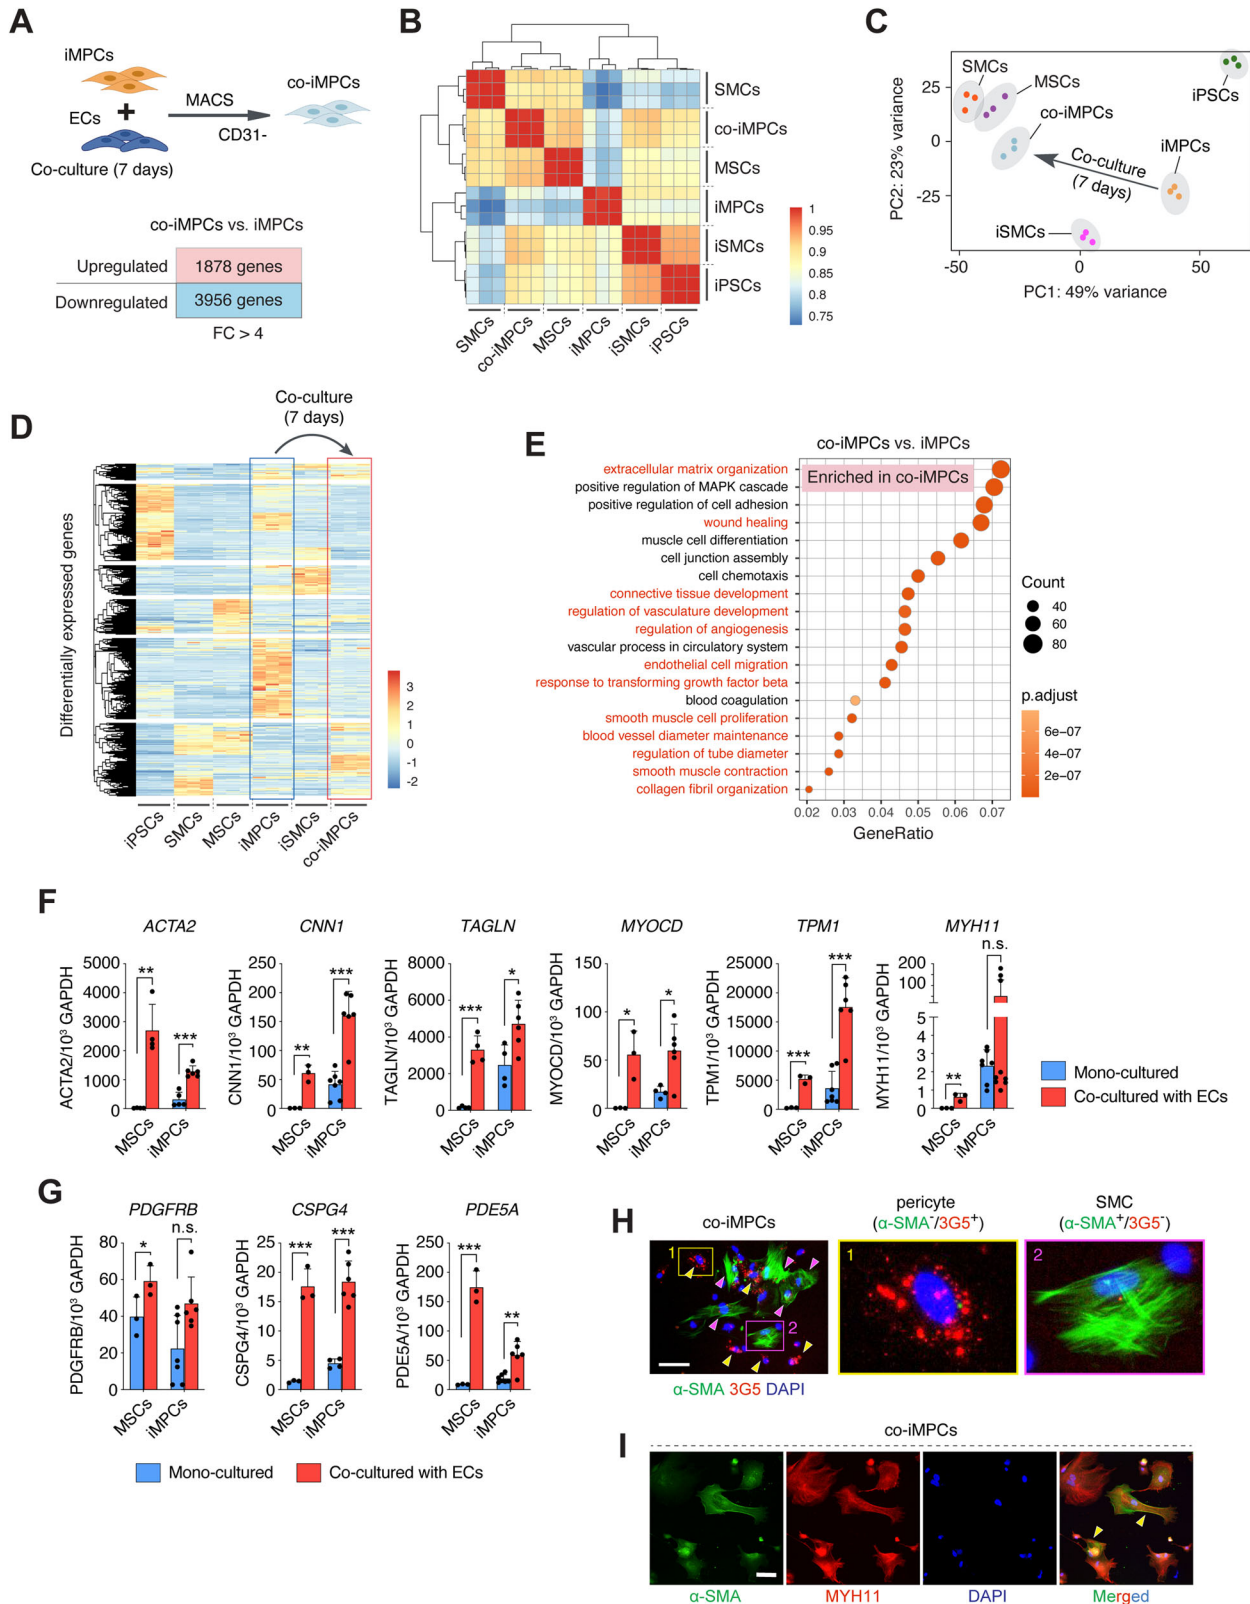 A
iMPCs
ECs
Co-culture (7 days)
MACS
CD31-
co-iMPCs
co-iMPCs vs. iMPCs
Upregulated 1878 genes
Downregulated 3956 genes
FC > 4
B
SMCs
co-iMPCs
MSCs
iMPCs
iSMCs
iPSCs
1
0.95
0.9
0.85
0.8
0.75
SMCs co-iMPCs MSCs iMPCs iSMCs iPSCs
C
SMCs
MSCs
co-iMPCs
iPSCs
iMPCs
Co-culture
(7 days)
iSMCs
PC2: 23% variance
25
0
-25
-50 0 50
PC1: 49% variance
D
Co-culture
(7 days)
Differentially expressed genes
3
2
1
0
-1
-2
iPSCs SMCs MSCs iMPCs iSMCs co-iMPCs
E
co-iMPCs vs. iMPCs
Enriched in co-iMPCs
extracellular matrix organization
positive regulation of MAPK cascade
positive regulation of cell adhesion
wound healing
muscle cell differentiation
cell junction assembly
cell chemotaxis
connective tissue development
regulation of vasculature development
regulation of angiogenesis
vascular process in circulatory system
endothelial cell migration
response to transforming growth factor beta
blood coagulation
smooth muscle cell proliferation
blood vessel diameter maintenance
regulation of tube diameter
smooth muscle contraction
collagen fibril organization
0.02 0.03 0.04 0.05 0.06 0.07
GeneRatio
Count
40
60
80
p.adjust
6e-07
4e-07
2e-07
F
ACTA2
ACTA2/10³ GAPDH
5000
4000
3000
2000
1000
0
**
***
MSCs iMPCs
CNN1
CNN1/10³ GAPDH
250
200
150
100
50
0
**
***
MSCs iMPCs
TAGLN
TAGLN/10³ GAPDH
8000
6000
4000
2000
0
***
*
MSCs iMPCs
MYOCD
MYOCD/10³ GAPDH
150
100
50
0
*
*
MSCs iMPCs
TPM1
TPM1/10³ GAPDH
25000
20000
15000
10000
5000
0
***
***
MSCs iMPCs
MYH11
MYH11/10³ GAPDH
200
100
5
4
3
2
1
0
**
n.s.
MSCs iMPCs
Mono-cultured
Co-cultured with ECs
G
PDGFRB
PDGFRB/10³ GAPDH
80
60
40
20
0
*
n.s.
MSCs iMPCs
CSPG4
CSPG4/10³ GAPDH
25
20
15
10
5
0
***
***
MSCs iMPCs
PDE5A
PDE5A/10³ GAPDH
250
200
150
100
50
0
***
**
MSCs iMPCs
Mono-cultured
Co-cultured with ECs
H
co-iMPCs
1
2
α-SMA 3G5 DAPI
pericyte
(α-SMA⁻/3G5⁺)
1
SMC
(α-SMA⁺/3G5⁻)
2
I
co-iMPCs
α-SMA MYH11 DAPI Merged